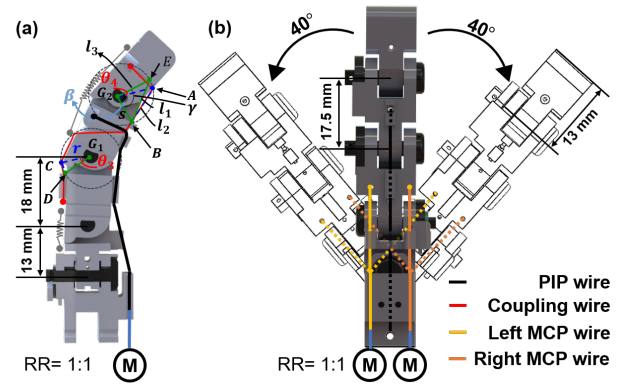 (a)
l₃
E
θ₄
G₂
A
β
s
l₁
γ
l₂
B
G₁
r
C
θ₃
D
18 mm
13 mm
RR= 1:1
M
(b)
40°
40°
17.5 mm
13 mm
PIP wire
Coupling wire
Left MCP wire
Right MCP wire
RR= 1:1
M
M